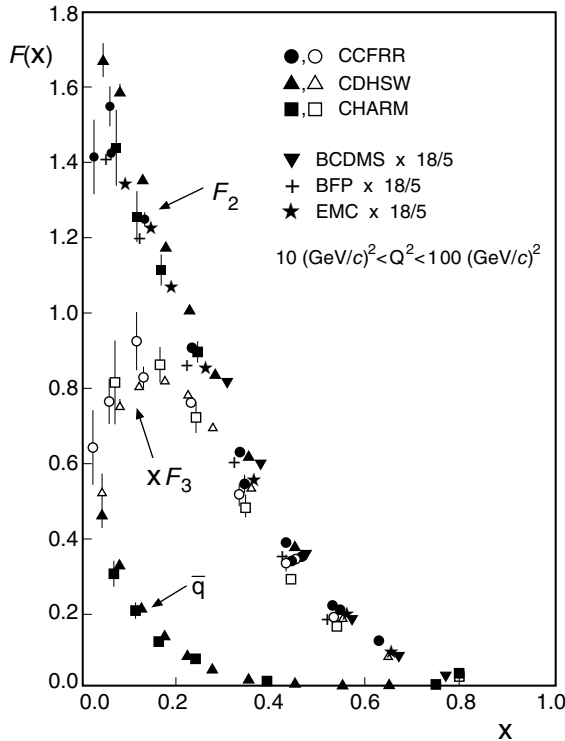 F(x)
1.8
1.6
1.4
1.2
1.0
0.8
0.6
0.4
0.2
0.0
●,○ CCFRR
▲,△ CDHSW
■,□ CHARM
▼ BCDMS x 18/5
+ BFP x 18/5
★ EMC x 18/5
10 (GeV/c)²<Q²<100 (GeV/c)²
F₂
xF₃
q̅
0.0 0.2 0.4 0.6 0.8 1.0
x